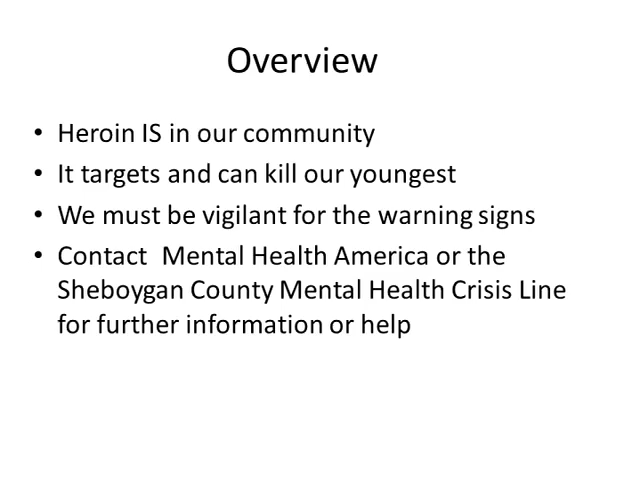 Overview
• Heroin IS in our community
• It targets and can kill our youngest
• We must be vigilant for the warning signs
• Contact  Mental Health America or the
Sheboygan County Mental Health Crisis Line
for further information or help